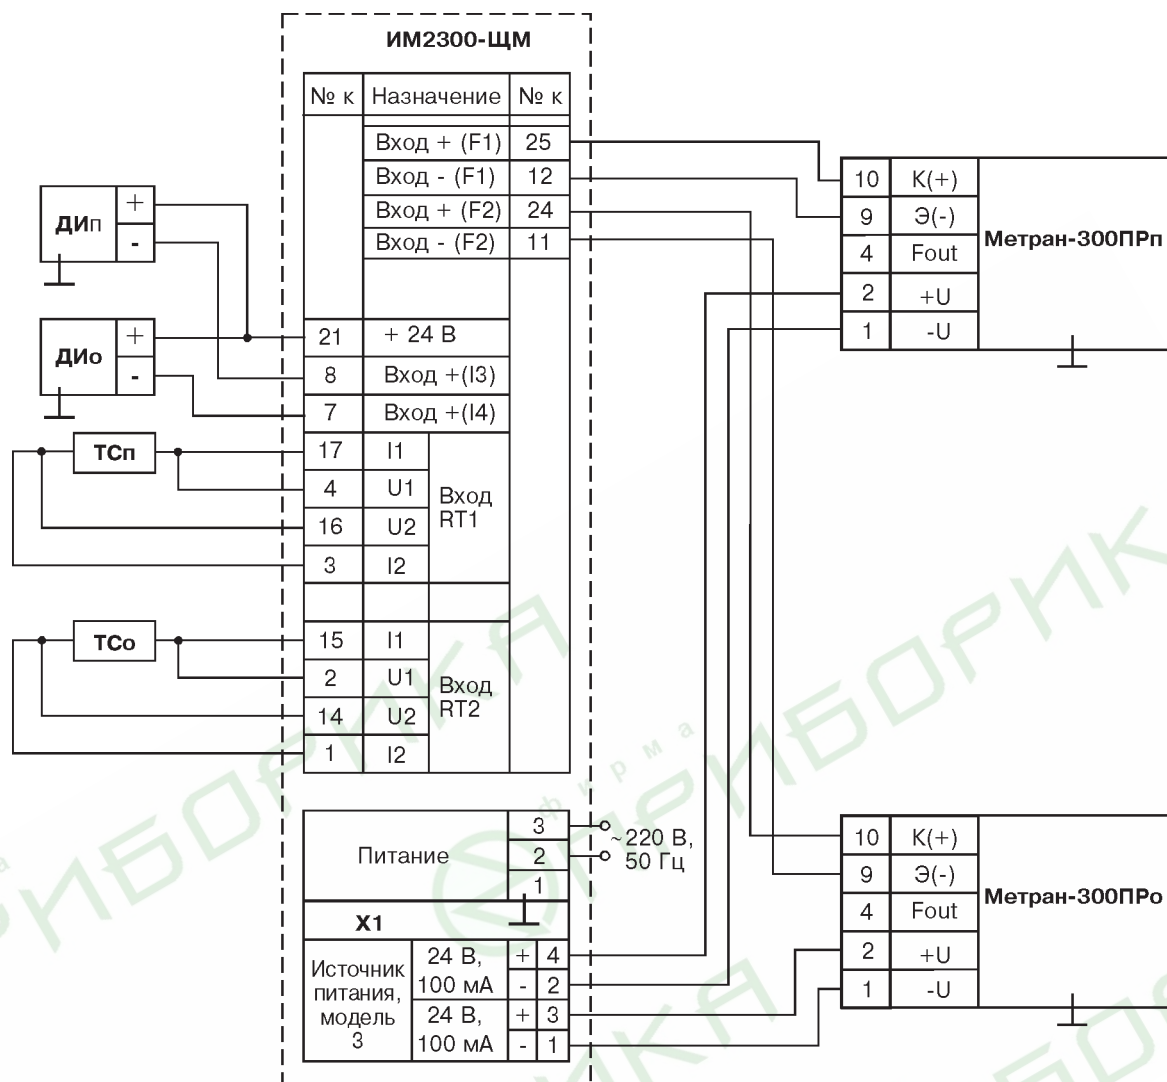 ИМ2300-ЩМ
№ к Назначение № к
Вход + (F1) 25
Вход - (F1) 12
Вход + (F2) 24
Вход - (F2) 11
21 + 24 В
8 Вход +(I3)
7 Вход +(I4)
17 I1
4 U1
16 U2
3 I2
Вход
RT1
15 I1
2 U1
14 U2
1 I2
Вход
RT2
ДИп
+
-
ДИо
+
-
ТСп
ТСо
10 К(+)
9 Э(-)
4 Fout
2 +U
1 -U
Метран-300ПРп
Питание
3
2
1
~220 В,
50 Гц
Х1
Источник
питания,
модель
3
24 В,
100 мА
+ 4
- 2
24 В,
100 мА
+ 3
- 1
10 К(+)
9 Э(-)
4 Fout
2 +U
1 -U
Метран-300ПРо
фирма
ПРИБОРИКА